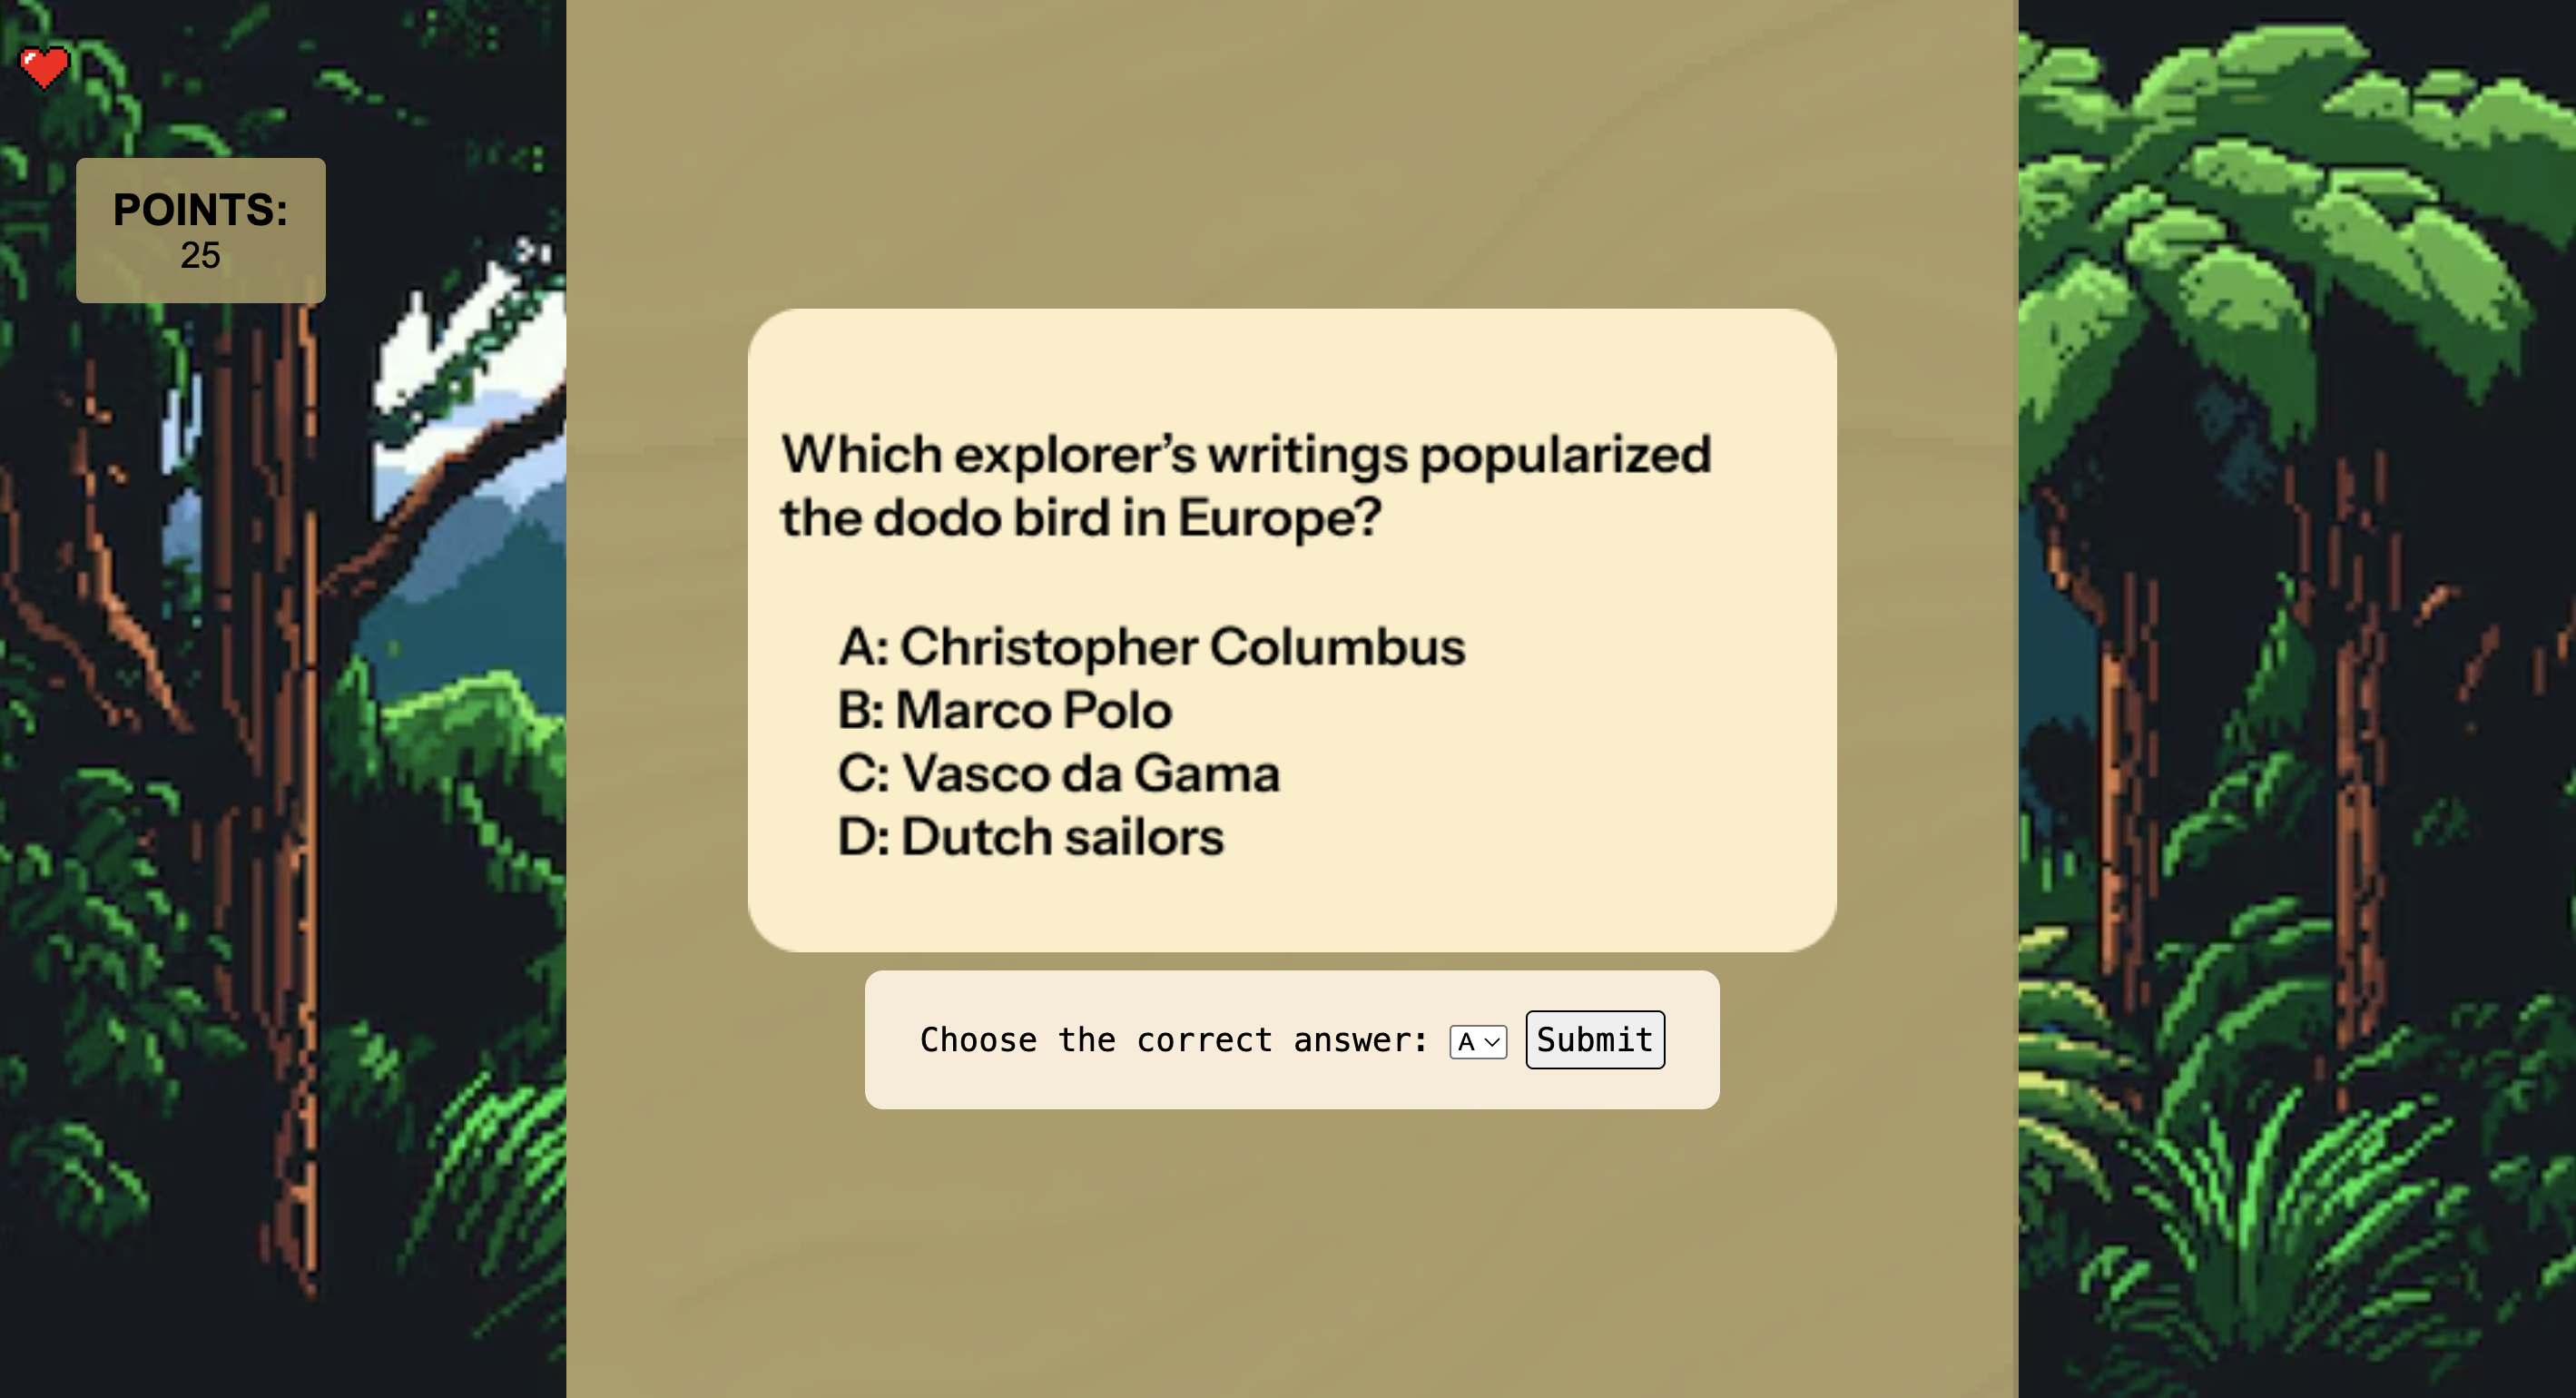 POINTS:
25
Which explorer’s writings popularized
the dodo bird in Europe?
A: Christopher Columbus
B: Marco Polo
C: Vasco da Gama
D: Dutch sailors
Choose the correct answer: A Submit